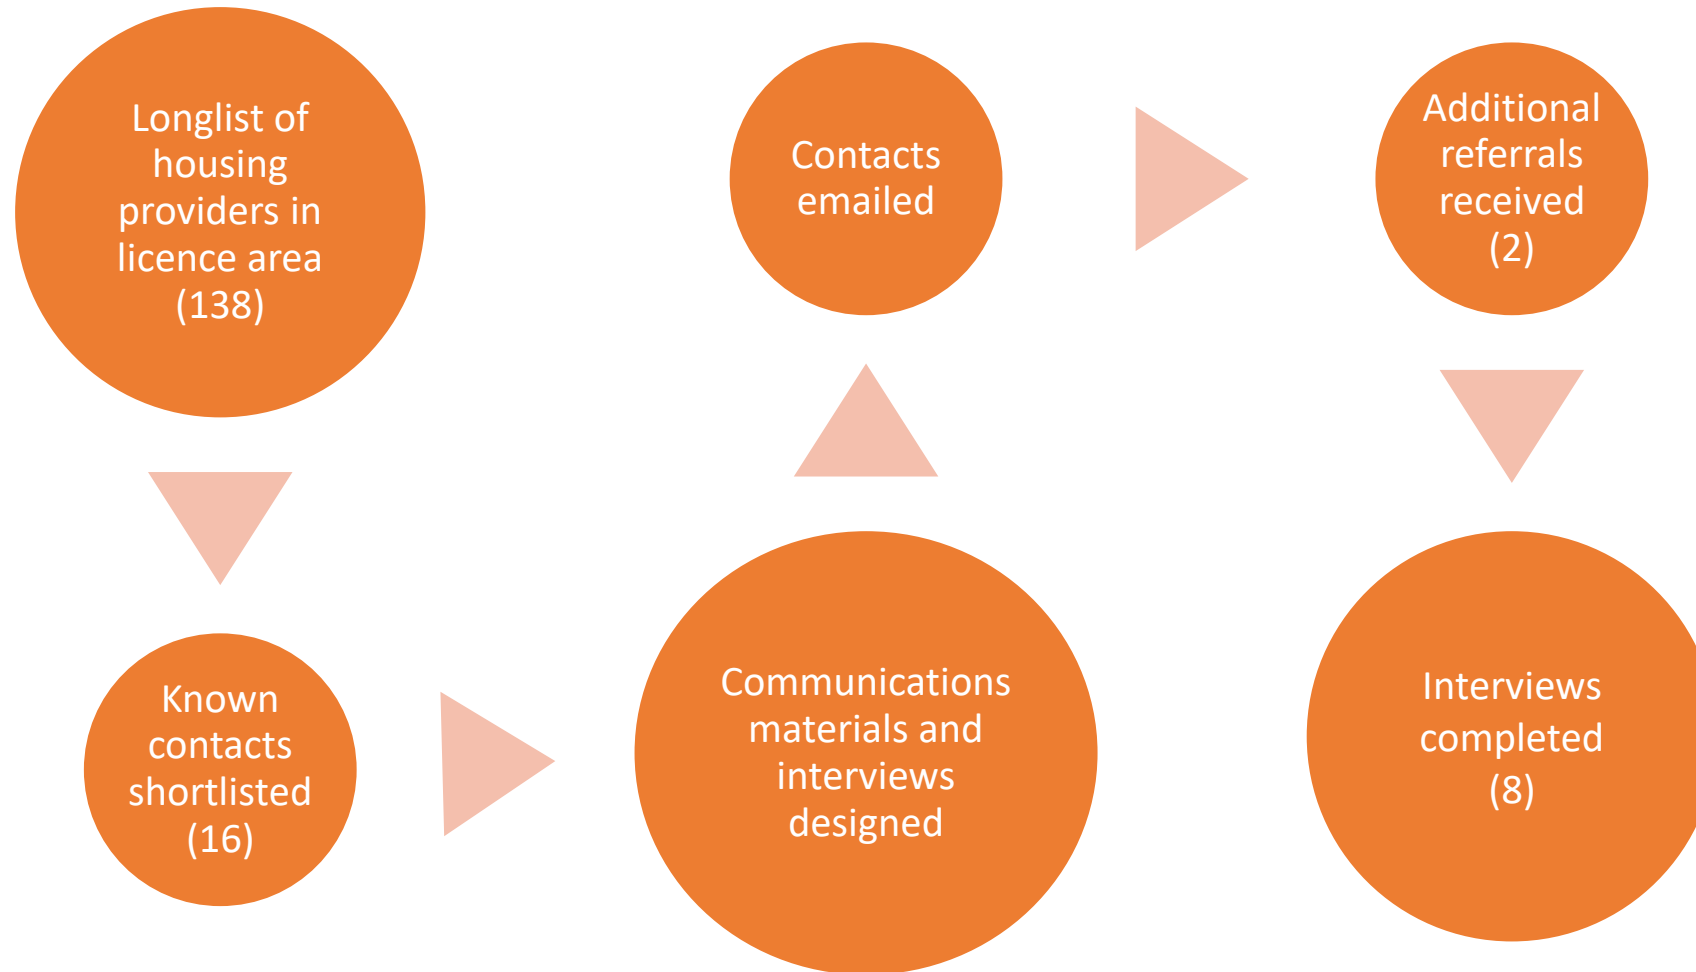 Longlist of
housing
providers in
licence area
(138)
Known
contacts
shortlisted
(16)
Communications
materials and
interviews
designed
Contacts
emailed
Additional
referrals
received
(2)
Interviews
completed
(8)